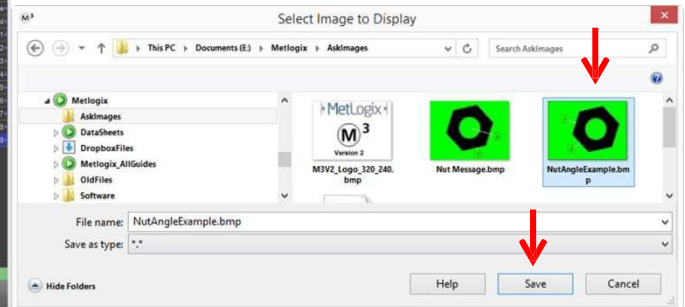 M³
Select Image to Display
This PC
Documents (E:)
Metlogix
AskImages
Search AskImages
Metlogix
AskImages
DataSheets
DropboxFiles
Metlogix_AllGuides
OldFiles
Software
MetLogix
M³
Version 2
M3V2_Logo_320_240.
bmp
Nut Message.bmp
NutAngleExample.bm
p
File name: NutAngleExample.bmp
Save as type: *.*
Hide Folders
Help
Save
Cancel